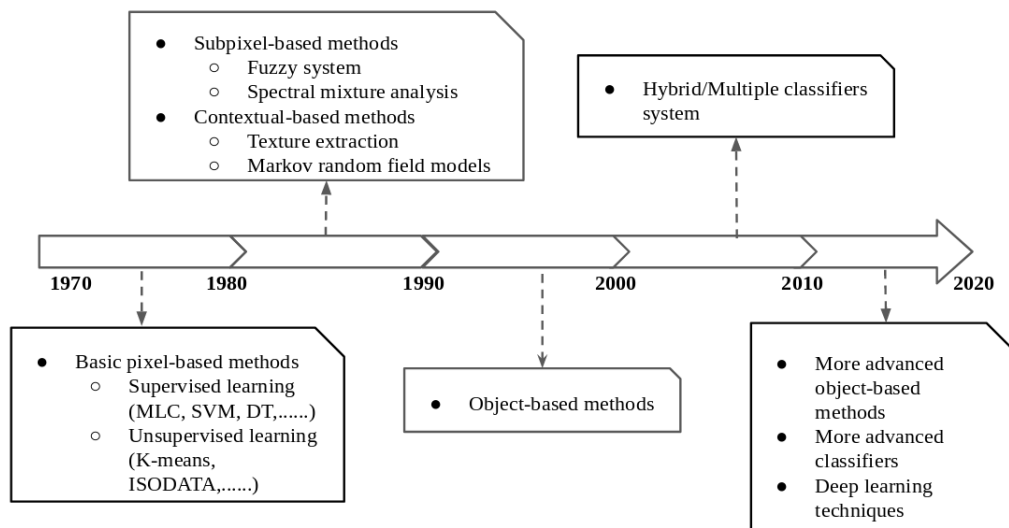 ● Subpixel-based methods
○ Fuzzy system
○ Spectral mixture analysis
● Contextual-based methods
○ Texture extraction
○ Markov random field models
● Hybrid/Multiple classifiers
system
1970 1980 1990 2000 2010 2020
● Basic pixel-based methods
○ Supervised learning
(MLC, SVM, DT,......)
○ Unsupervised learning
(K-means,
ISODATA,......)
● Object-based methods
● More advanced
object-based
methods
● More advanced
classifiers
● Deep learning
techniques